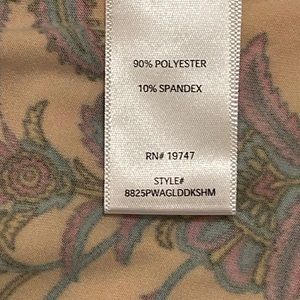 90% POLYESTER
10% SPANDEX
RN# 19747
STYLE#
8825PWAGLDDKSHM